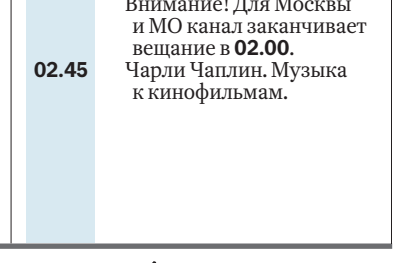 Внимание! Для Москвы
и МО канал заканчивает
вещание в 02.00.
02.45 Чарли Чаплин. Музыка
к кинофильмам.